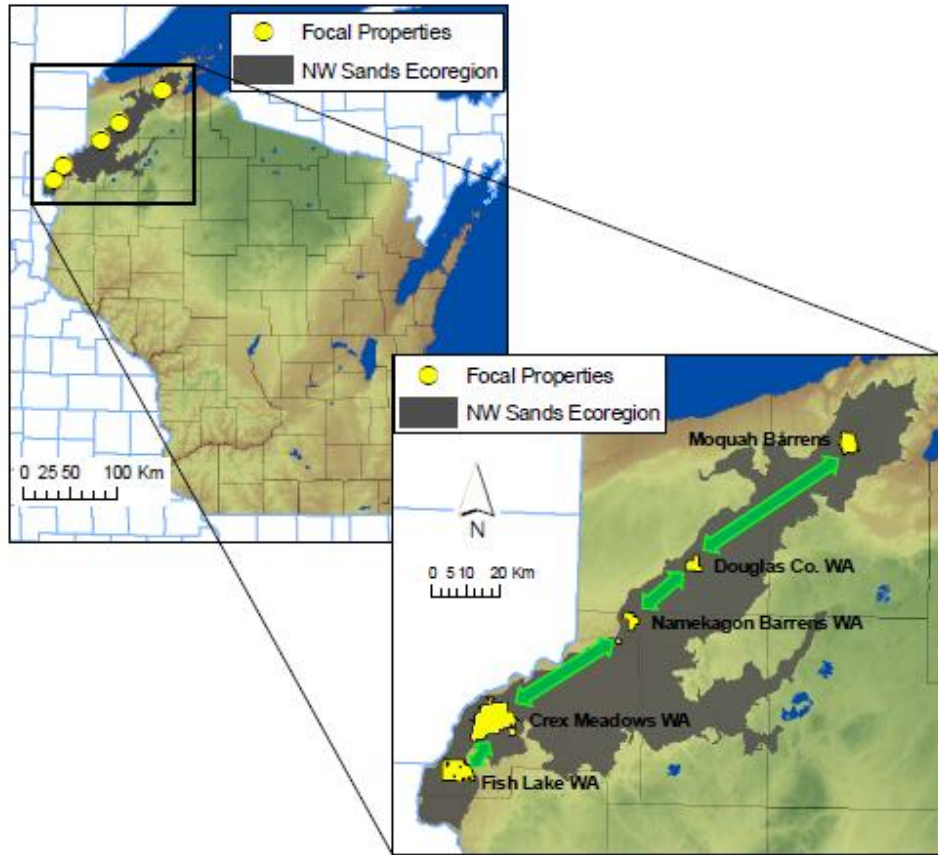 Focal Properties
NW Sands Ecoregion
0 25 50 100 Km
Focal Properties
NW Sands Ecoregion
Moquah Barrens
N
Douglas Co. WA
0 5 10 20 Km
Namekagon Barrens WA
Crex Meadows WA
Fish Lake WA